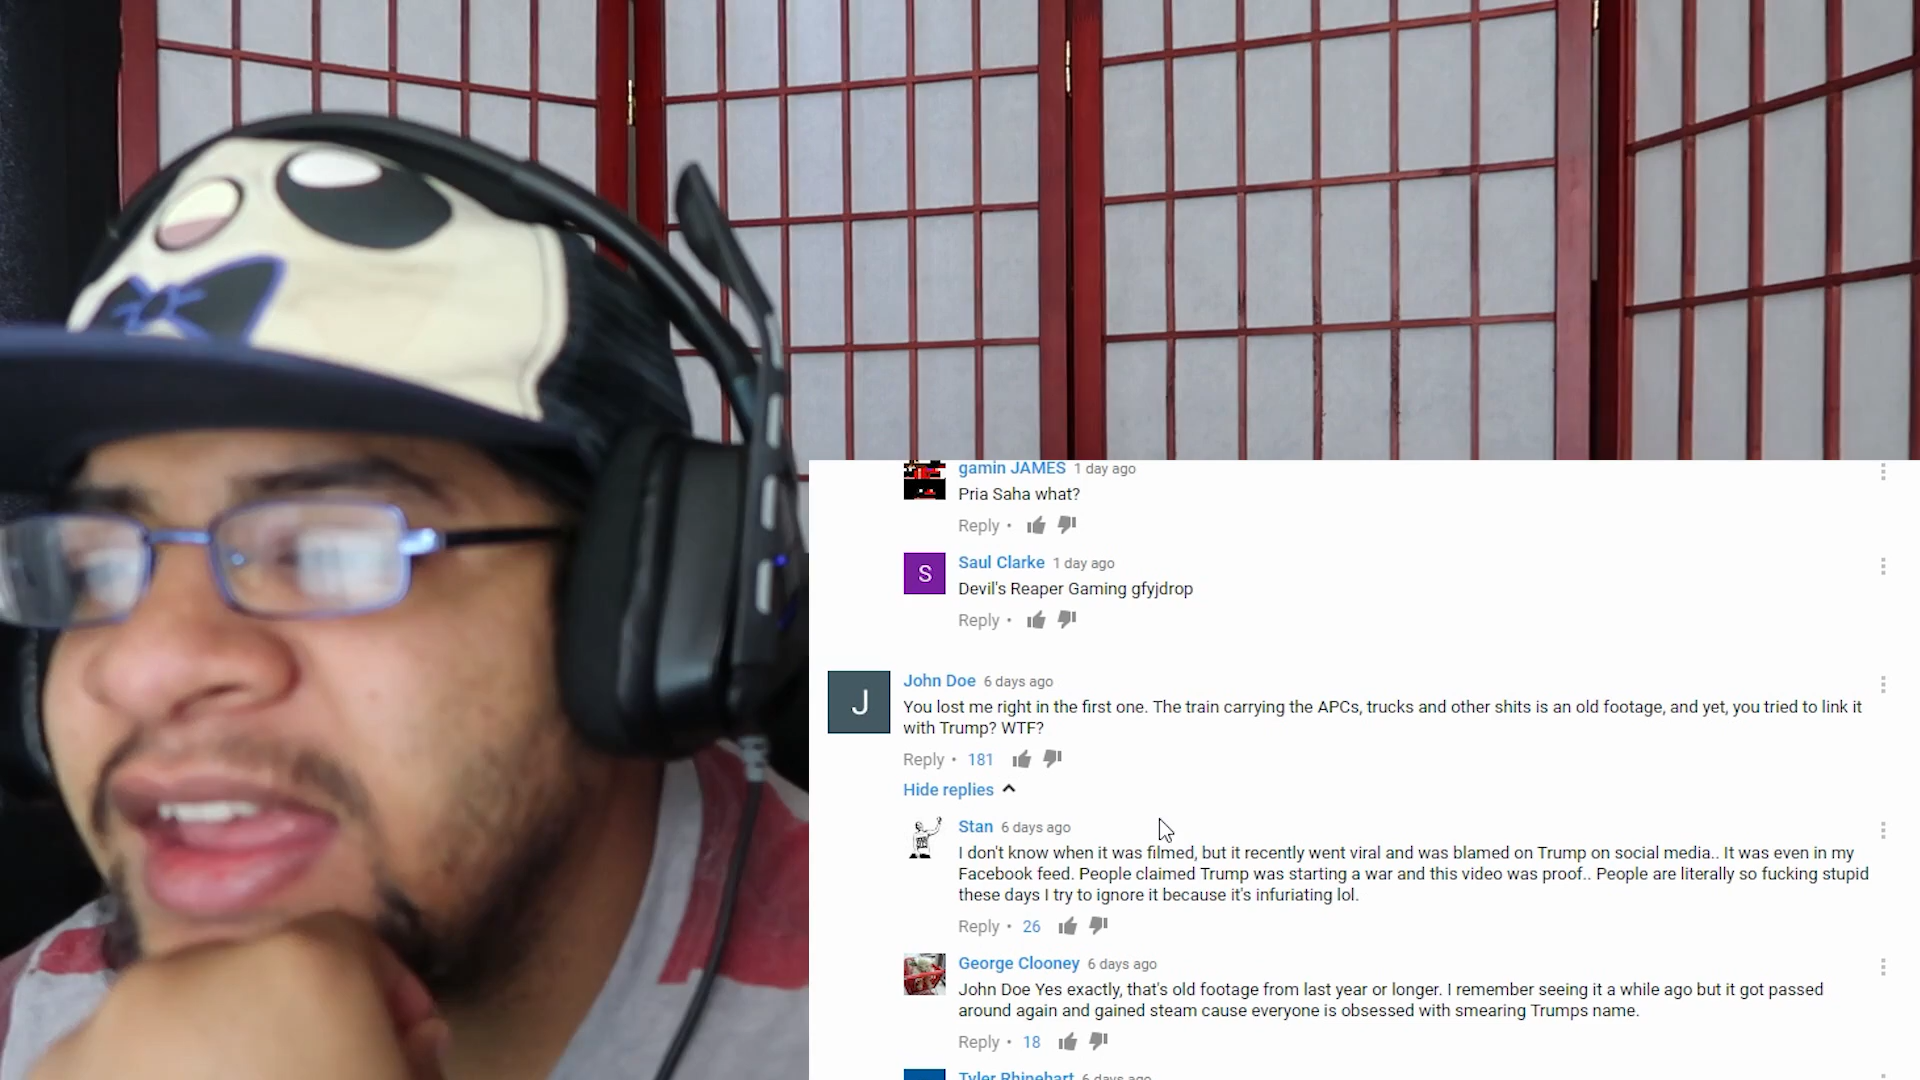 gamin JAMES 1 day ago
Pria Saha what?
Reply •
S
Saul Clarke 1 day ago
Devil's Reaper Gaming gfyjdrop
Reply •
J
John Doe 6 days ago
You lost me right in the first one. The train carrying the APCs, trucks and other shits is an old footage, and yet, you tried to link it
with Trump? WTF?
Reply • 181
Hide replies
Stan 6 days ago
I don't know when it was filmed, but it recently went viral and was blamed on Trump on social media.. It was even in my
Facebook feed. People claimed Trump was starting a war and this video was proof.. People are literally so fucking stupid
these days I try to ignore it because it's infuriating lol.
Reply • 26
George Clooney 6 days ago
John Doe Yes exactly, that's old footage from last year or longer. I remember seeing it a while ago but it got passed
around again and gained steam cause everyone is obsessed with smearing Trumps name.
Reply • 18
Tyler Rhinehart 6 days ago